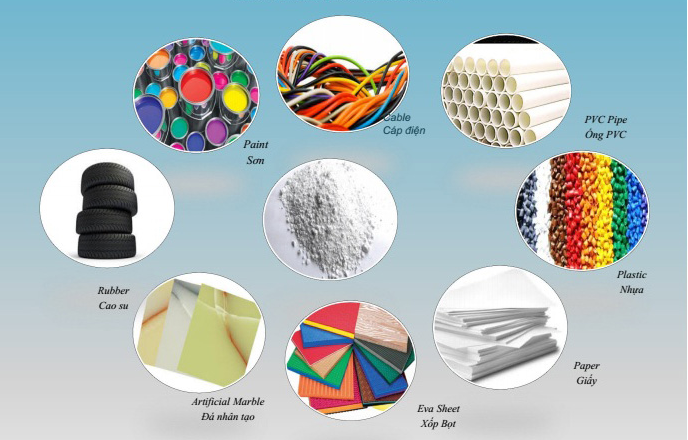 Cable
Cáp điện
PVC Pipe
Ống PVC
Paint
Sơn
Plastic
Nhựa
Rubber
Cao su
Paper
Giấy
Artificial Marble
Đá nhân tạo
Eva Sheet
Xốp Bọt